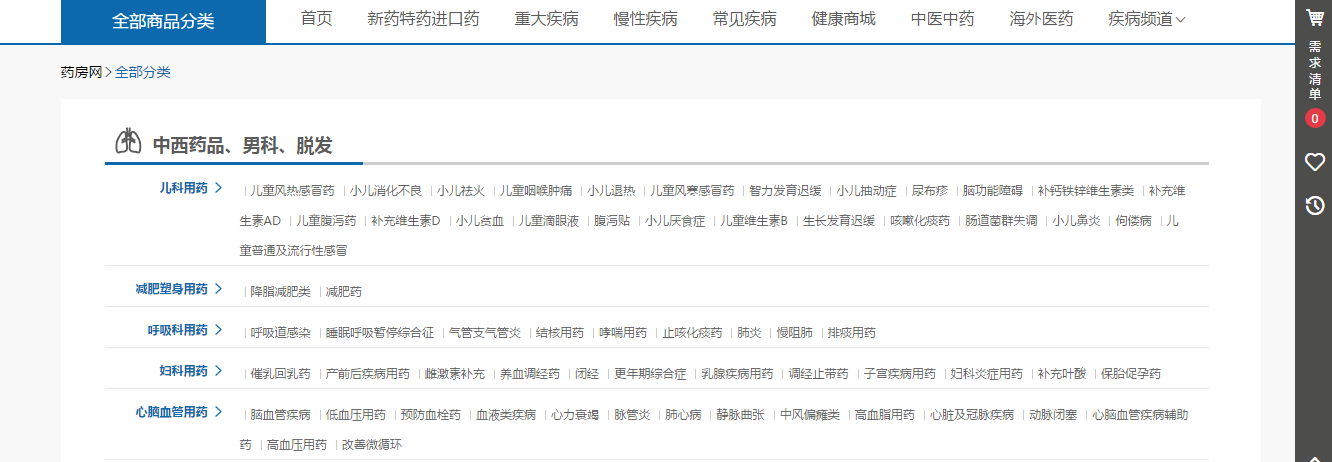 全部商品分类 首页 新药特药进口药 重大疾病 慢性疾病 常见疾病 健康商城 中医中药 海外医药 疾病频道
药房网 > 全部分类
中西药品、男科、脱发
儿科用药 > | 儿童风热感冒药 | 小儿消化不良 | 小儿祛火 | 儿童咽喉肿痛 | 小儿退热 | 儿童风寒感冒药 | 智力发育迟缓 | 小儿抽动症 | 尿布疹 | 脑功能障碍 | 补钙铁锌维生素类 | 补充维
生素AD | 儿童腹泻药 | 补充维生素D | 小儿贫血 | 儿童滴眼液 | 腹泻贴 | 小儿厌食症 | 儿童维生素B | 生长发育迟缓 | 咳嗽化痰药 | 肠道菌群失调 | 小儿鼻炎 | 佝偻病 | 儿
童普通及流行性感冒
减肥塑身用药 > | 降脂减肥类 | 减肥药
呼吸科用药 > | 呼吸道感染 | 睡眠呼吸暂停综合征 | 气管支气管炎 | 结核用药 | 哮喘用药 | 止咳化痰药 | 肺炎 | 慢阻肺 | 排痰用药
妇科用药 > | 催乳回乳药 | 产前后疾病用药 | 雌激素补充 | 养血调经药 | 闭经 | 更年期综合症 | 乳腺疾病用药 | 调经止带药 | 子宫疾病用药 | 妇科炎症用药 | 补充叶酸 | 保胎促孕药
心脑血管用药 > | 脑血管疾病 | 低血压用药 | 预防血栓药 | 血液类疾病 | 心力衰竭 | 脉管炎 | 肺心病 | 静脉曲张 | 中风偏瘫类 | 高血脂用药 | 心脏及冠脉疾病 | 动脉闭塞 | 心脑血管疾病辅助
药 | 高血压用药 | 改善微循环
需
求
清
单
0